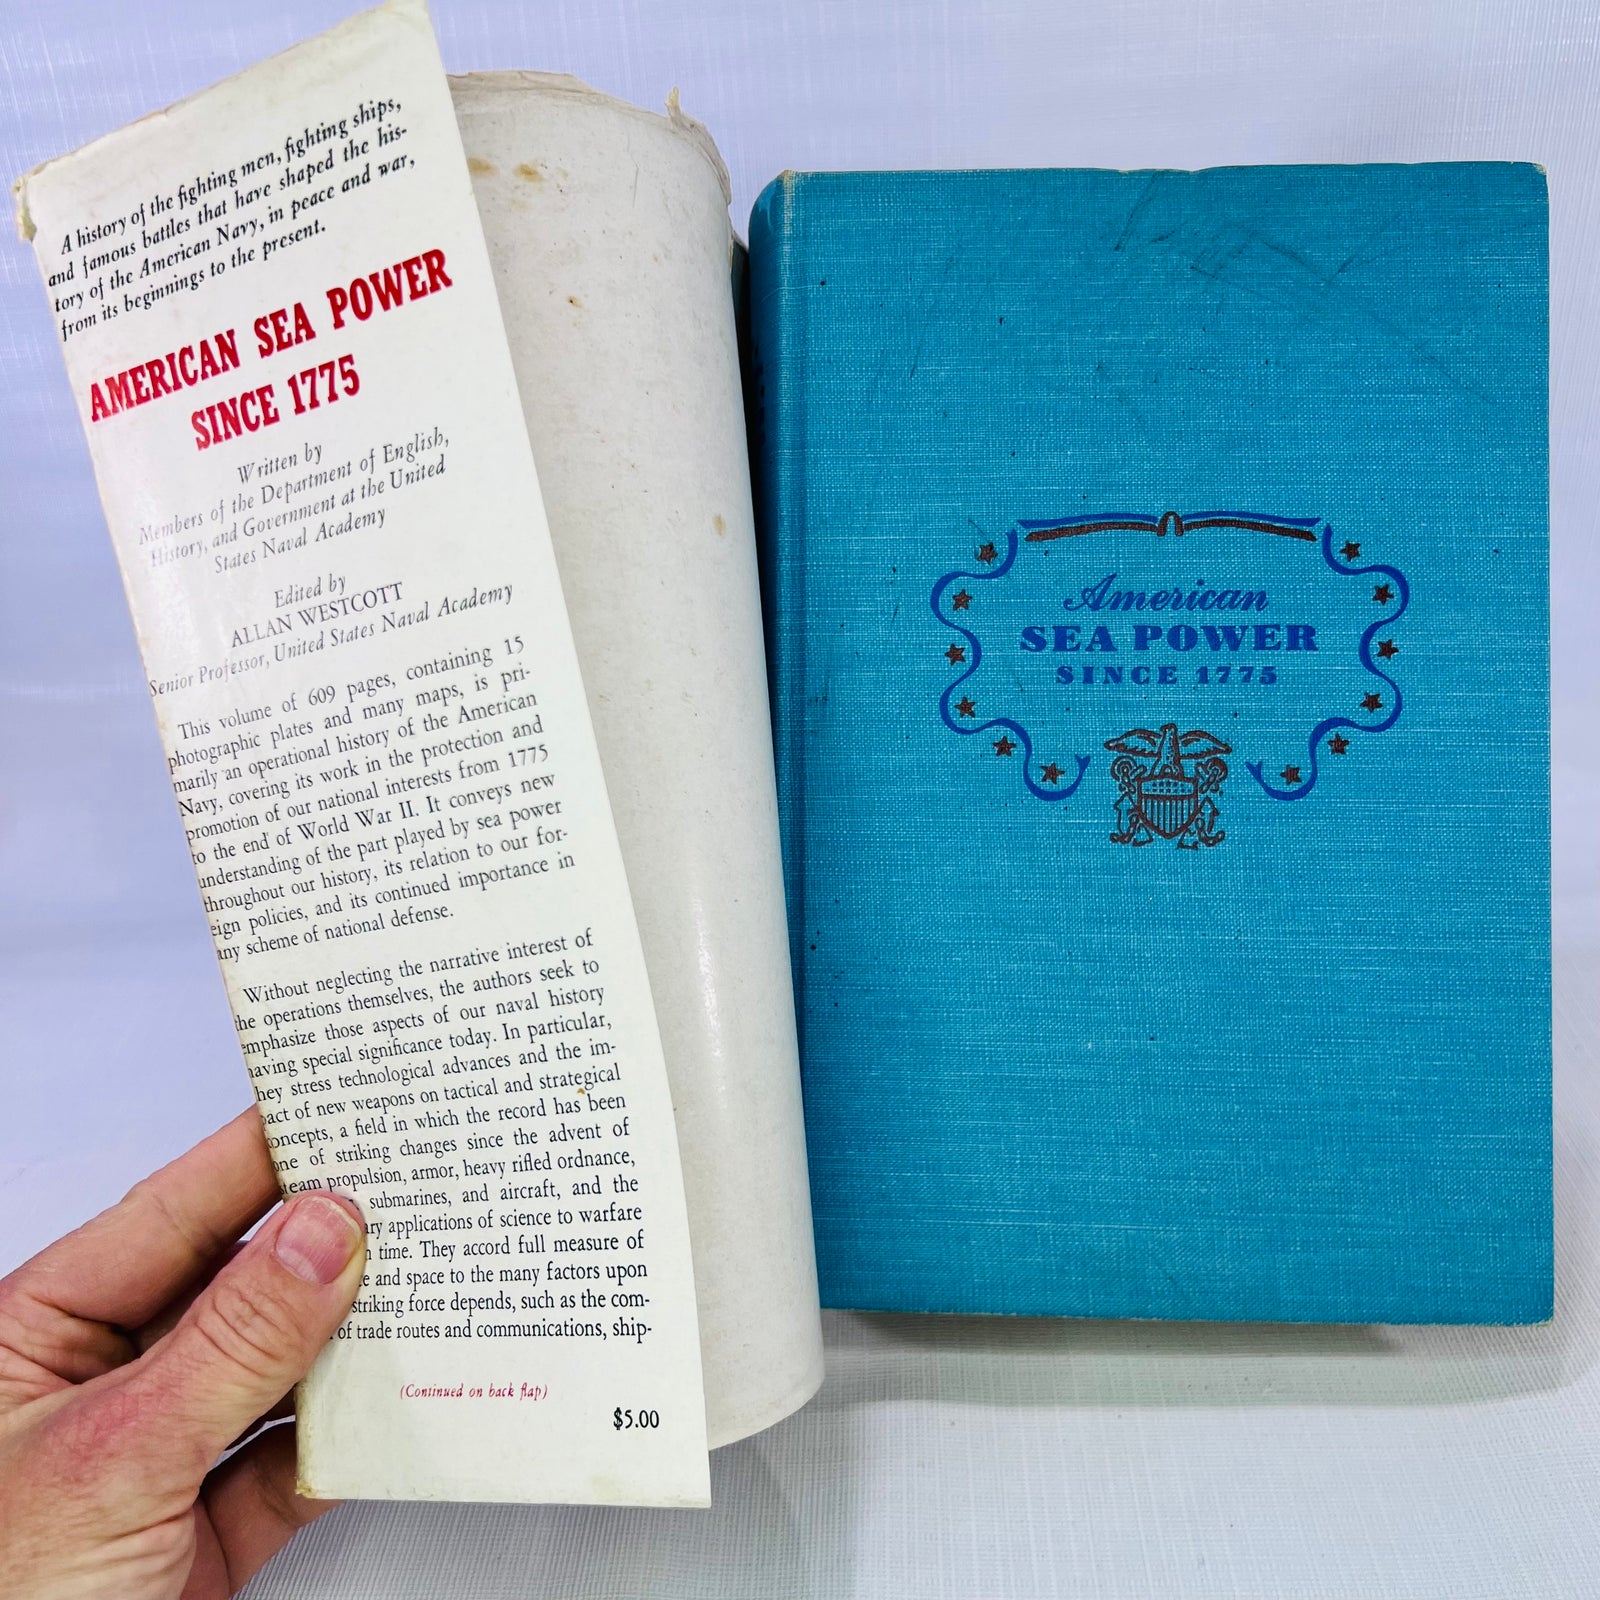 A history of the fighting men, fighting ships,
and famous battles that have shaped the his-
tory of the American Navy, in peace and war,
from its beginnings to the present.
AMERICAN SEA POWER
SINCE 1775
Written by
Members of the Department of English,
History, and Government at the United
States Naval Academy
Edited by
ALLAN WESTCOTT
Senior Professor, United States Naval Academy
This volume of 609 pages, containing 15
photographic plates and many maps, is pri-
marily an operational history of the American
Navy, covering its work in the protection and
promotion of our national interests from 1775
to the end of World War II. It conveys new
understanding of the part played by sea power
throughout our history, its relation to our for-
eign policies, and its continued importance in
any scheme of national defense.
Without neglecting the narrative interest of
the operations themselves, the authors seek to
emphasize those aspects of our naval history
having special significance today. In particular,
they stress technological advances and the im-
pact of new weapons on tactical and strategical
concepts, a field in which the record has been
one of striking changes since the advent of
steam propulsion, armor, heavy rifled ordnance,
submarines, and aircraft, and the
applications of science to warfare
time. They accord full measure of
and space to the many factors upon
striking force depends, such as the com-
of trade routes and communications, ship-
(Continued on back flap)
$5.00
American
SEA POWER
SINCE 1775